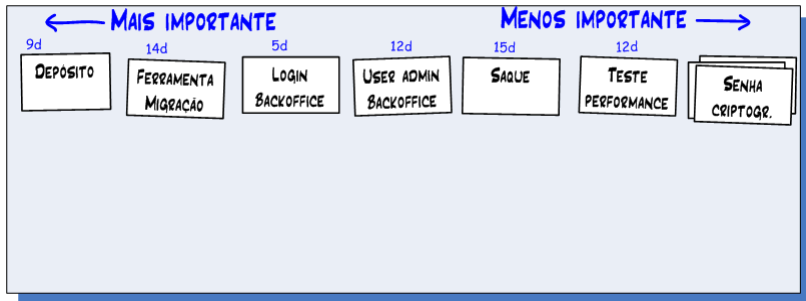 Mais importante
Menos importante
9d
14d
5d
12d
15d
12d
Depósito
Ferramenta
Migração
Login
Backoffice
User admin
Backoffice
Saque
Teste
performance
Senha
criptogr.